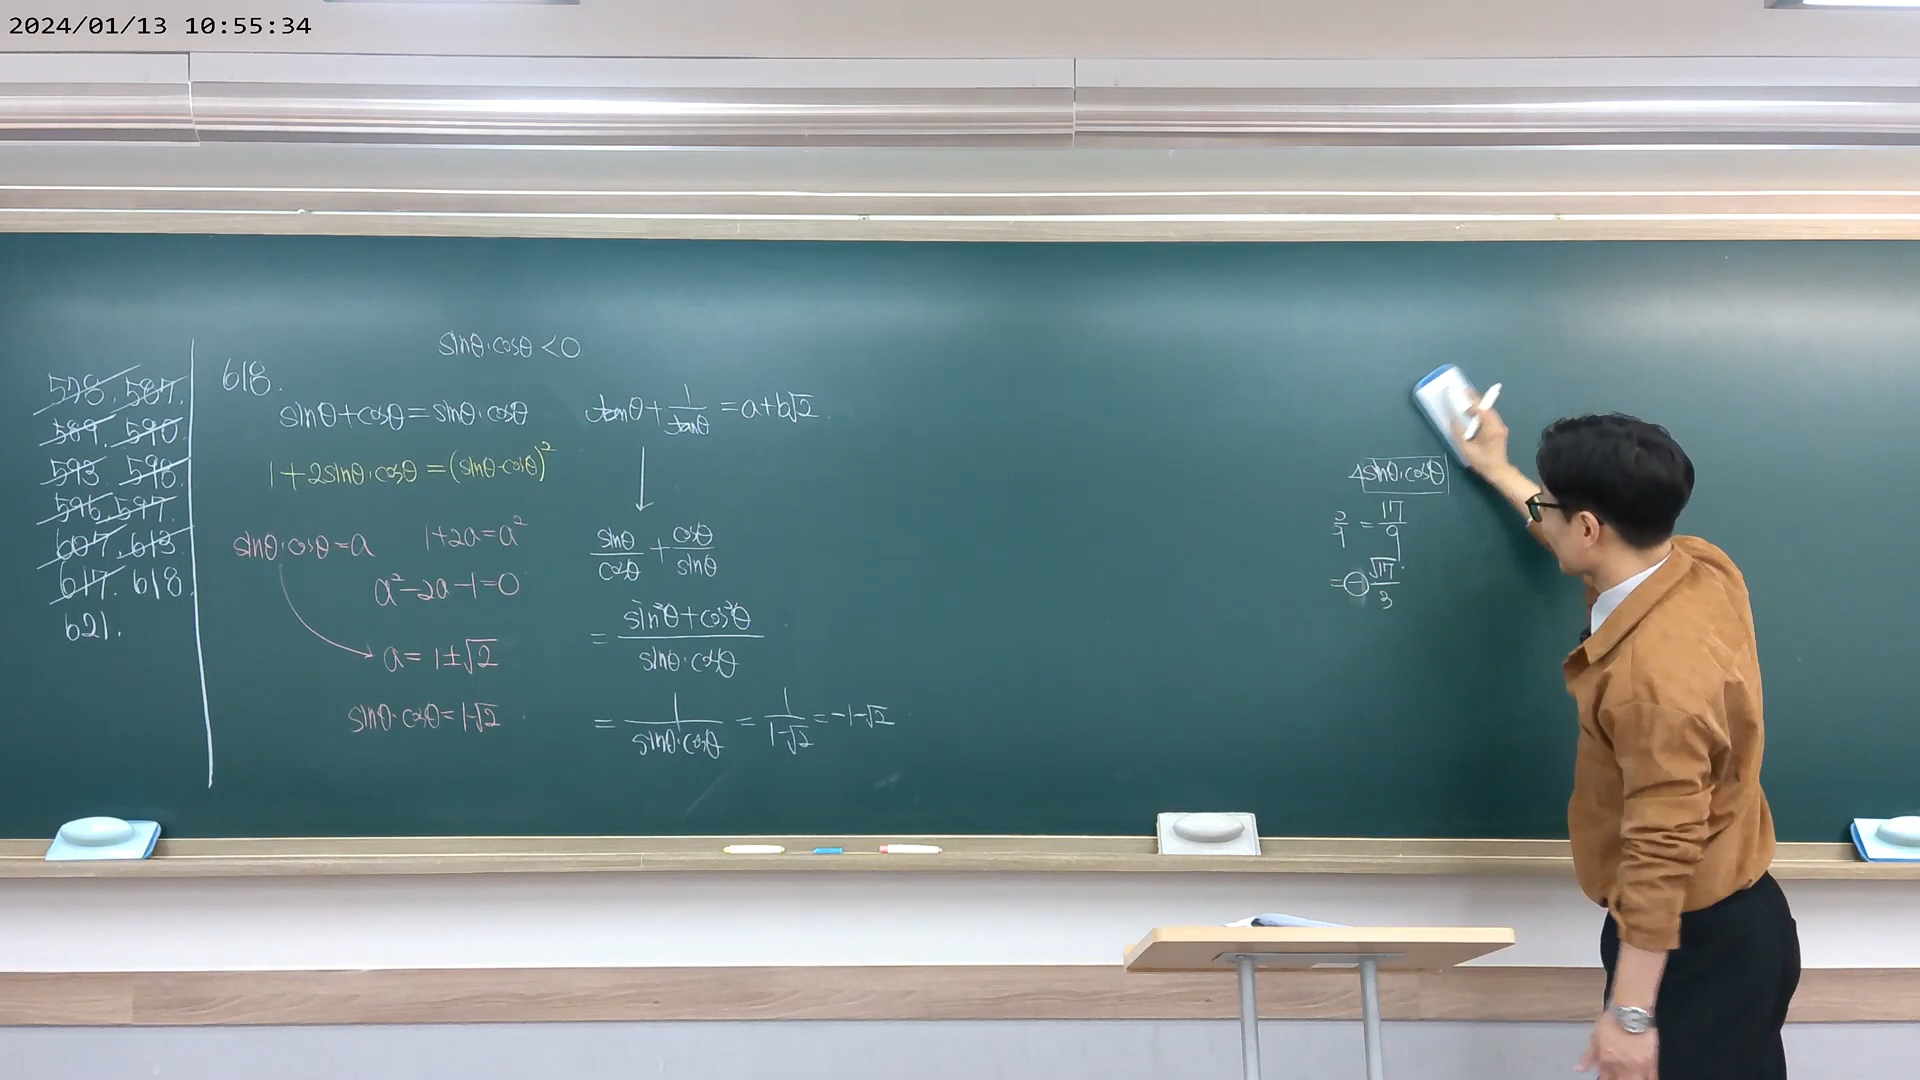 2024/01/13 10:55:34
578. 587.
589. 590.
593. 598.
596. 597.
607. 613.
617. 618.
621.
618.
sinθ·cosθ<0
sinθ+cosθ=sinθ·cosθ
1+2sinθ·cosθ=(sinθ·cosθ)²
sinθ·cosθ=a
1+2a=a²
a²-2a-1=0
a=1±√2
sinθ·cosθ=1-√2
tanθ+1/tanθ=a+b√2.
sinθ/cosθ+cosθ/sinθ
=(sin²θ+cos²θ)/(sinθ·cosθ)
=1/(sinθ·cosθ)=1/(1-√2)=-1-√2
4sinθ·cosθ
=17/9
=-√17/3